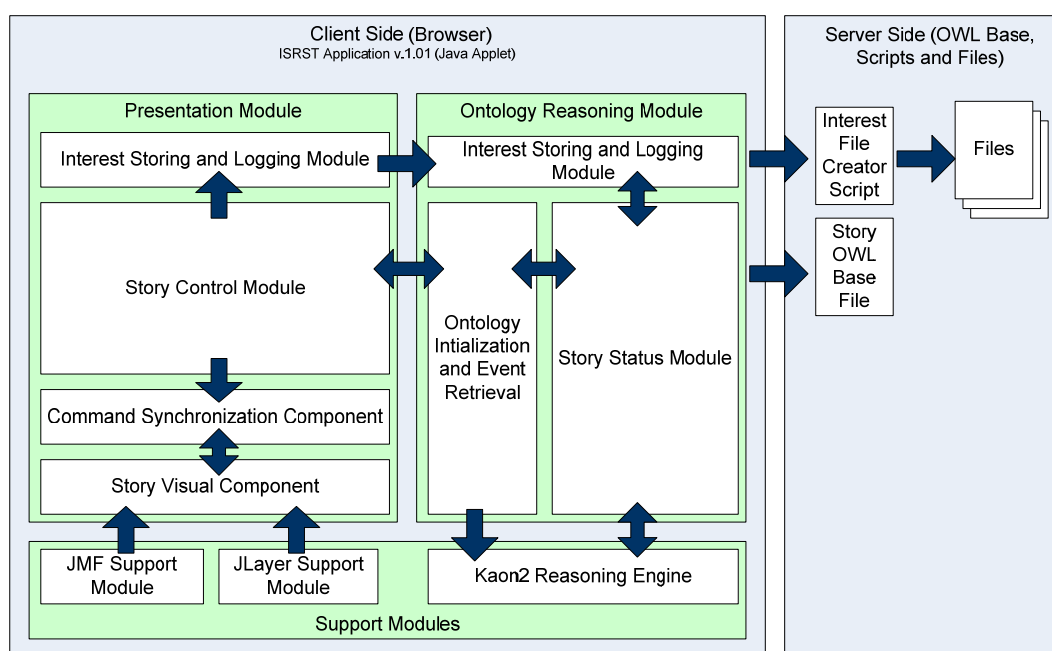 Client Side (Browser)
ISRST Application v.1.01 (Java Applet)
Server Side (OWL Base,
Scripts and Files)
Presentation Module
Ontology Reasoning Module
Interest Storing and Logging Module
Interest Storing and Logging
Module
Interest
File
Creator
Script
Files
Story Control Module
Ontology
Intialization
and Event
Retrieval
Story Status Module
Story
OWL
Base
File
Command Synchronization Component
Story Visual Component
JMF Support
Module
JLayer Support
Module
Kaon2 Reasoning Engine
Support Modules